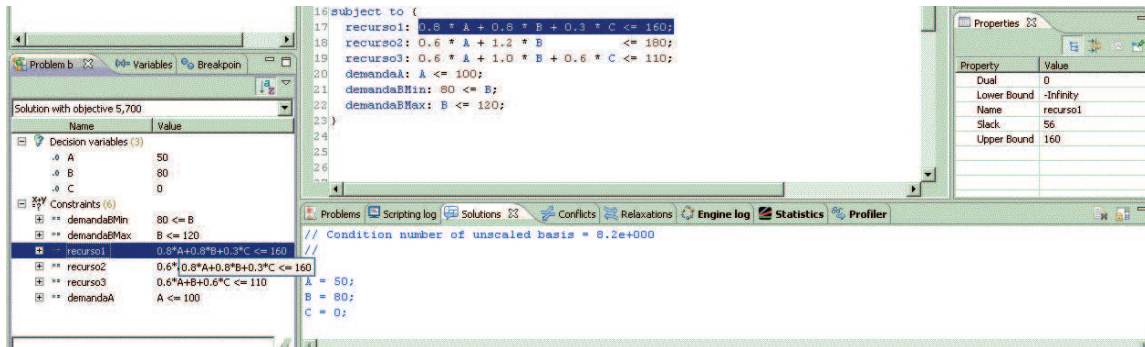 Problem b
Variables
Breakpoin
Solution with objective 5,700
Name Value
Decision variables (3)
A 50
B 80
C 0
Constraints (6)
demandaBMin 80 <= B
demandaBMax B <= 120
recurso1 0.8*A+0.8*B+0.3*C <= 160
recurso2 0.6* 0.8*A+0.8*B+0.3*C <= 160
recurso3 0.6*A+B+0.6*C <= 110
demandaA A <= 100
16 subject to {
17 recurso1: 0.8 * A + 0.8 * B + 0.3 * C <= 160;
18 recurso2: 0.6 * A + 1.2 * B <= 180;
19 recurso3: 0.6 * A + 1.0 * B + 0.6 * C <= 110;
20 demandaA: A <= 100;
21 demandaBMin: 80 <= B;
22 demandaBMax: B <= 120;
23 }
24
25
26
Problems Scripting log Solutions Conflicts Relaxations Engine log Statistics Profiler
// Condition number of unscaled basis = 8.2e+000
//
A = 50;
B = 80;
C = 0;
Properties
Property Value
Dual 0
Lower Bound -Infinity
Name recurso1
Slack 56
Upper Bound 160